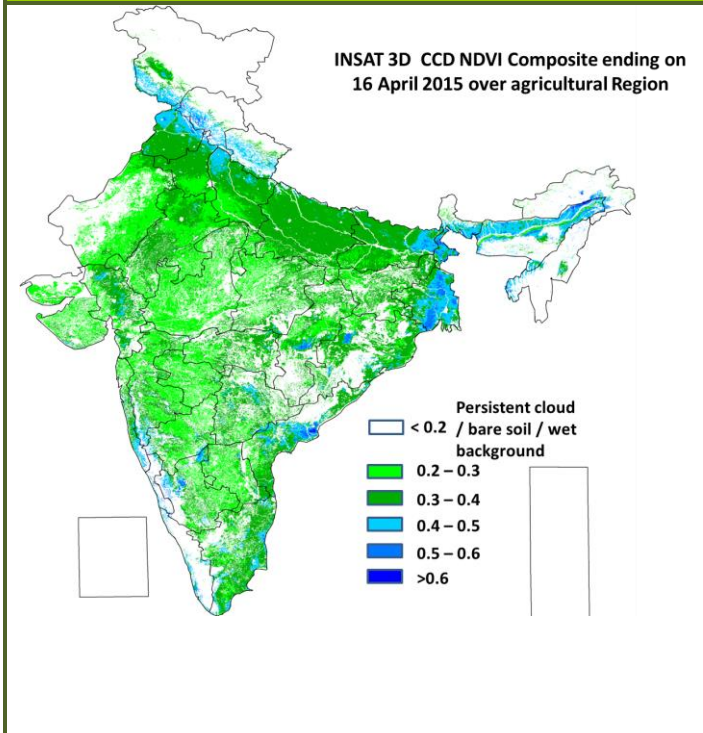 INSAT 3D CCD NDVI Composite ending on
16 April 2015 over agricultural Region
< 0.2 Persistent cloud
/ bare soil / wet
background
0.2 – 0.3
0.3 – 0.4
0.4 – 0.5
0.5 – 0.6
>0.6